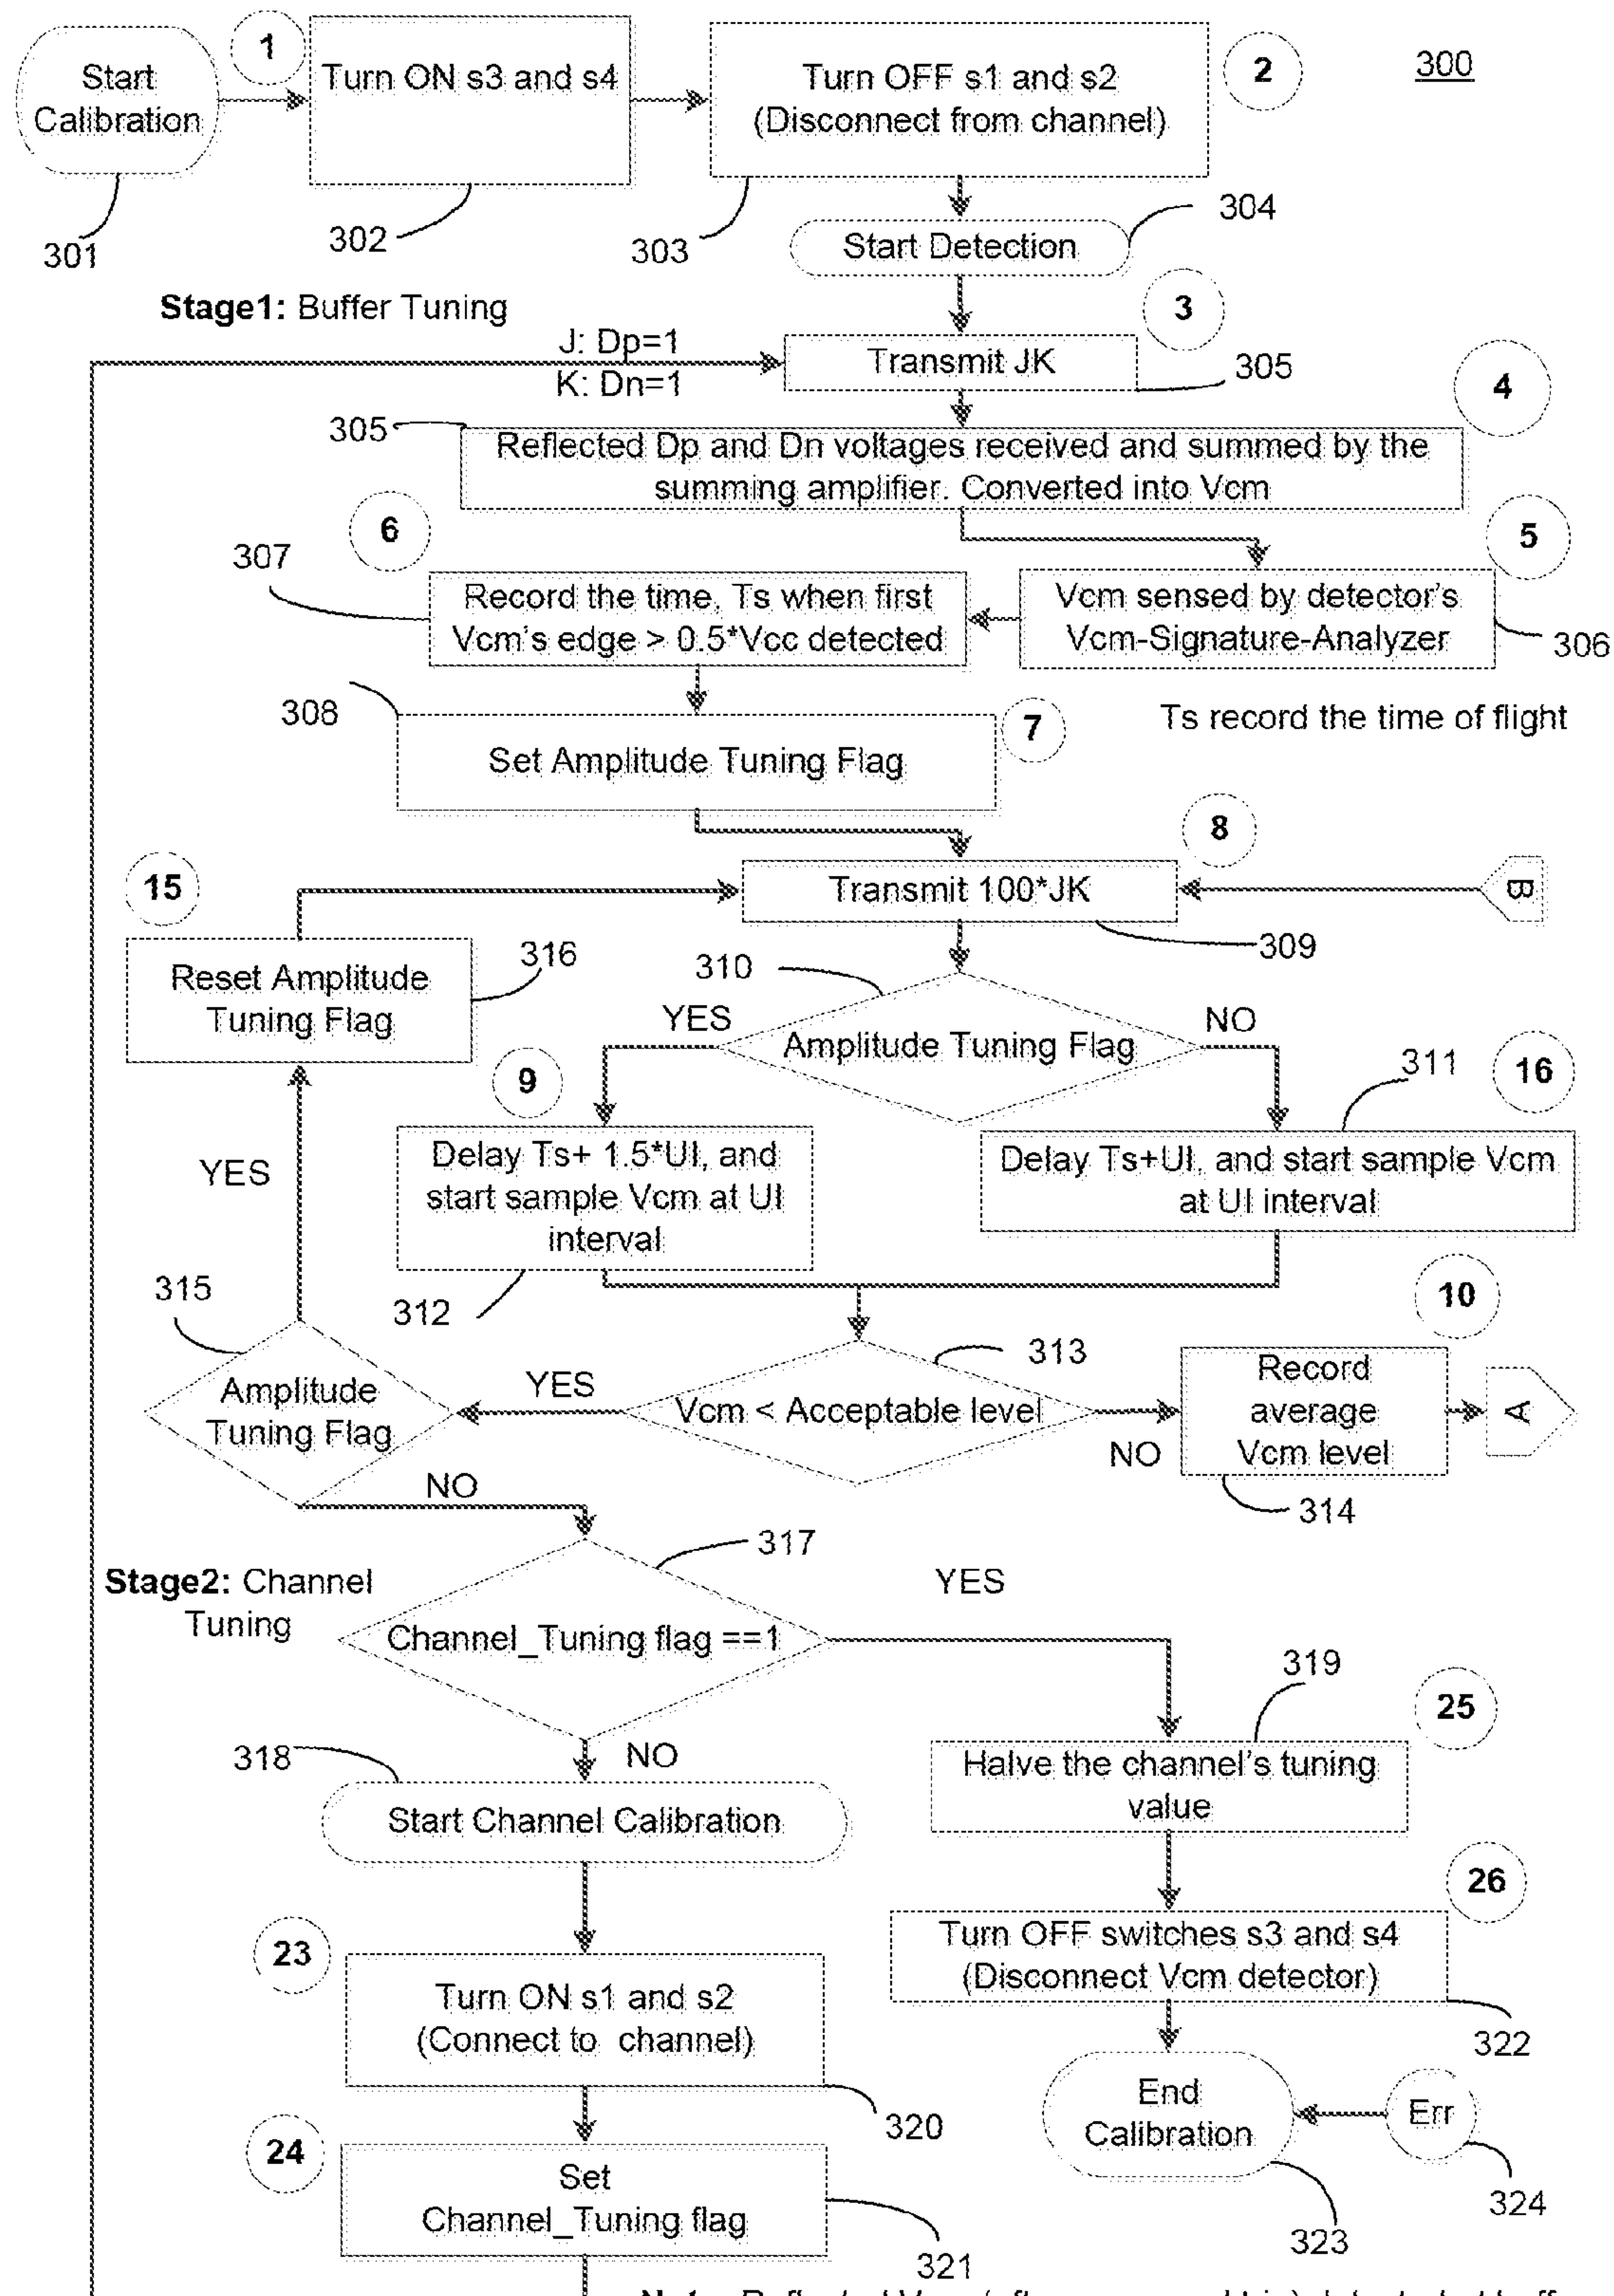 1
2
300
Start
Calibration
Turn ON s3 and s4
Turn OFF s1 and s2
(Disconnect from channel)
301
302
303
304
Start Detection
Stage1: Buffer Tuning
3
J: Dp=1
K: Dn=1
Transmit JK
305
4
305
Reflected Dp and Dn voltages received and summed by the
summing amplifier. Converted into Vcm
6
5
307
Record the time, Ts when first
Vcm's edge > 0.5*Vcc detected
Vcm sensed by detector's
Vcm-Signature-Analyzer
306
308
Set Amplitude Tuning Flag
7
Ts record the time of flight
8
15
Transmit 100*JK
B
309
Reset Amplitude
Tuning Flag
316
310
YES
Amplitude Tuning Flag
NO
9
311
16
Delay Ts+ 1.5*UI, and
start sample Vcm at UI
interval
Delay Ts+UI, and start sample Vcm
at UI interval
YES
312
10
315
313
Amplitude
Tuning Flag
YES
Vcm < Acceptable level
NO
Record
average
Vcm level
A
314
NO
317
Stage2: Channel
Tuning
YES
Channel_Tuning flag ==1
319
25
318
NO
Start Channel Calibration
Halve the channel's tuning
value
26
23
Turn OFF switches s3 and s4
(Disconnect Vcm detector)
Turn ON s1 and s2
(Connect to channel)
322
320
End
Calibration
Err
24
324
Set
Channel_Tuning flag
323
321